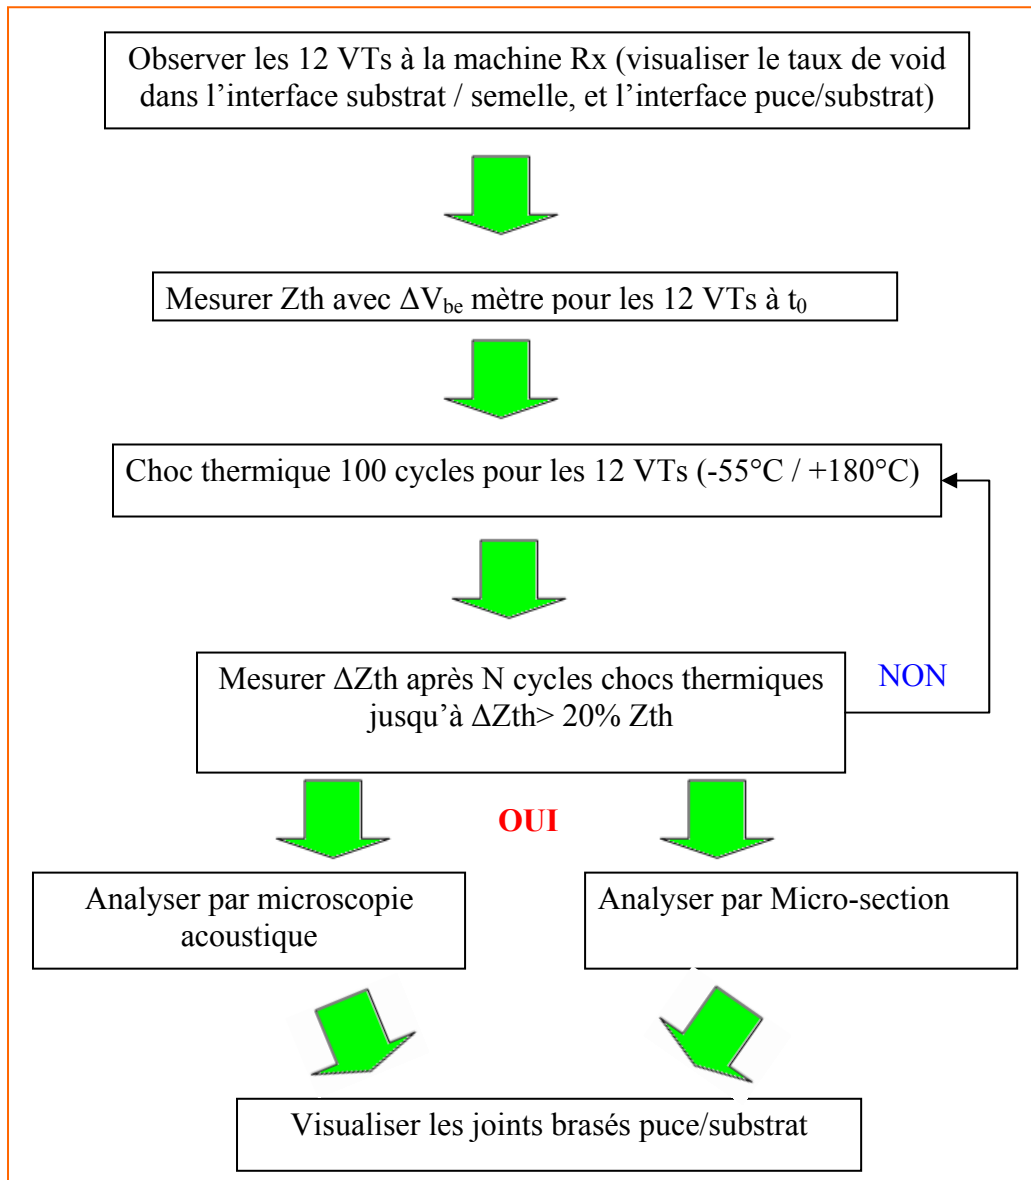 Observer les 12 VTs à la machine Rx (visualiser le taux de void
dans l’interface substrat / semelle, et l’interface puce/substrat)
Mesurer Zth avec ΔVbe mètre pour les 12 VTs à t0
Choc thermique 100 cycles pour les 12 VTs (-55°C / +180°C)
Mesurer ΔZth après N cycles chocs thermiques
jusqu’à ΔZth> 20% Zth
NON
OUI
Analyser par microscopie
acoustique
Analyser par Micro-section
Visualiser les joints brasés puce/substrat